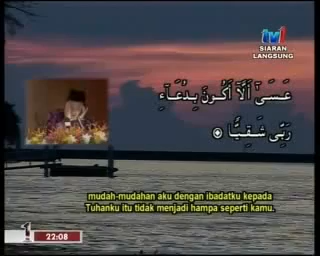 tv1
SIARAN
LANGSUNG
عَسَىٰٓ أَلَّآ أَكُونَ بِدُعَآءِ
رَبِّى شَقِيًّا
mudah-mudahan aku dengan ibadatku kepada
Tuhanku itu tidak menjadi hampa seperti kamu.
1
22:08